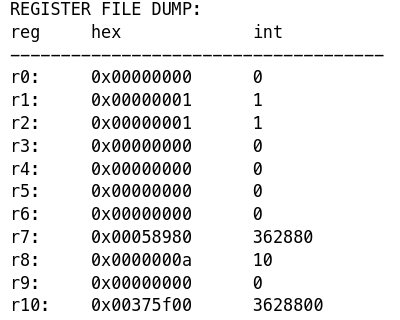 REGISTER FILE DUMP:
reg hex int
--------------------------------------
r0: 0x00000000 0
r1: 0x00000001 1
r2: 0x00000001 1
r3: 0x00000000 0
r4: 0x00000000 0
r5: 0x00000000 0
r6: 0x00000000 0
r7: 0x00058980 362880
r8: 0x0000000a 10
r9: 0x00000000 0
r10: 0x00375f00 3628800